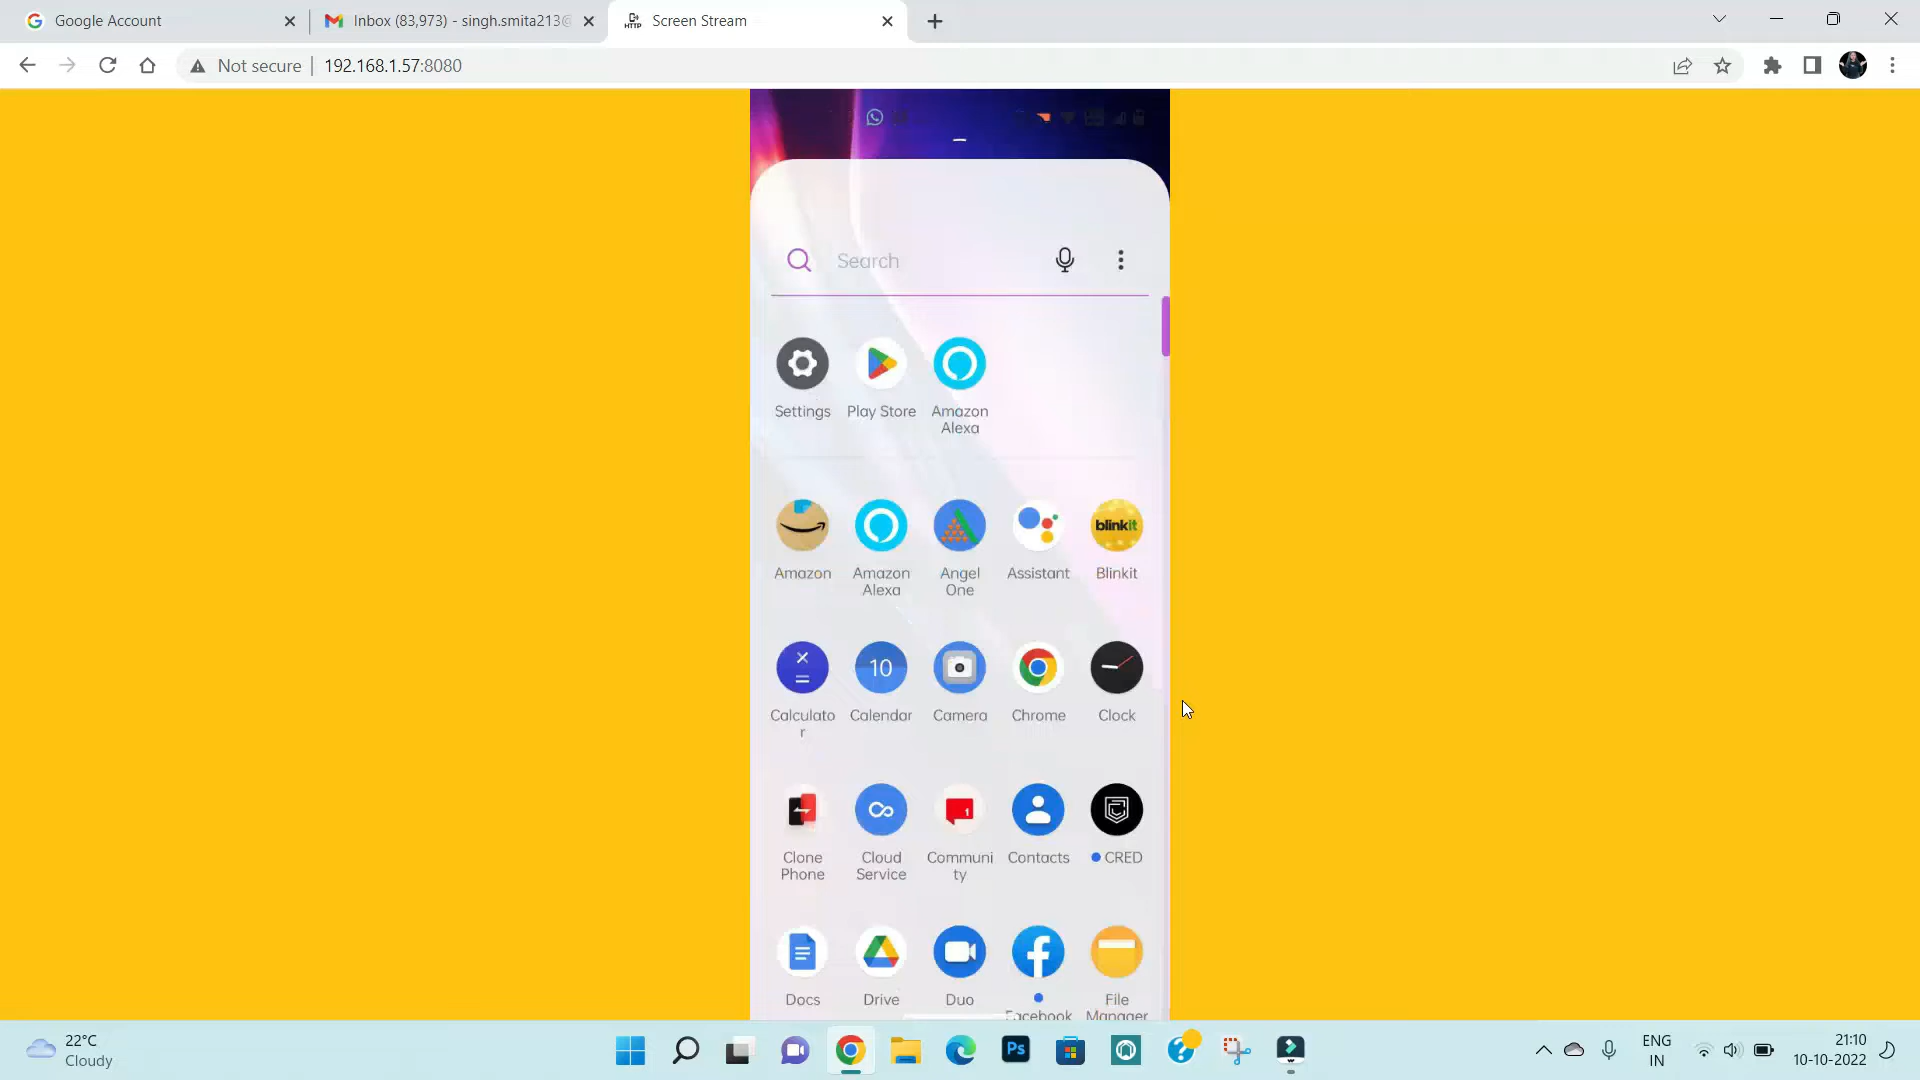 Google Account
Inbox (83,973) - singh.smita213@
Screen Stream
Not secure
192.168.1.57:8080
Search
Settings
Play Store
Amazon
Alexa
blinkit
Amazon
Amazon
Alexa
Angel
One
Assistant
Blinkit
10
Calculato
r
Calendar
Camera
Chrome
Clock
1
Clone
Phone
Cloud
Service
Communi
ty
Contacts
CRED
Docs
Drive
Duo
Facebook
File
Manager
22°C
Cloudy
Ps
ENG
IN
21:10
10-10-2022